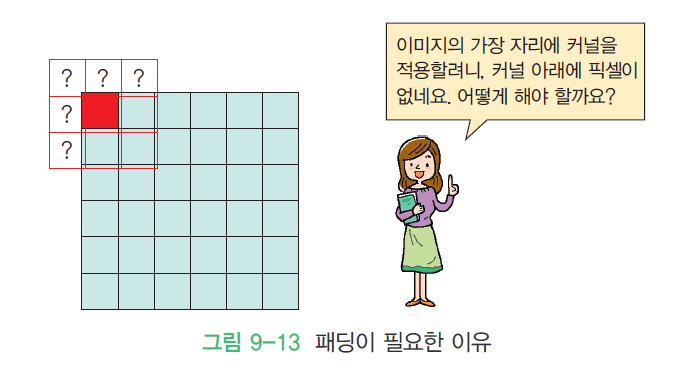 이미지의 가장 자리에 커널을
적용할려니, 커널 아래에 픽셀이
없네요. 어떻게 해야 할까요?
? ? ?
?
?
그림 9-13 패딩이 필요한 이유